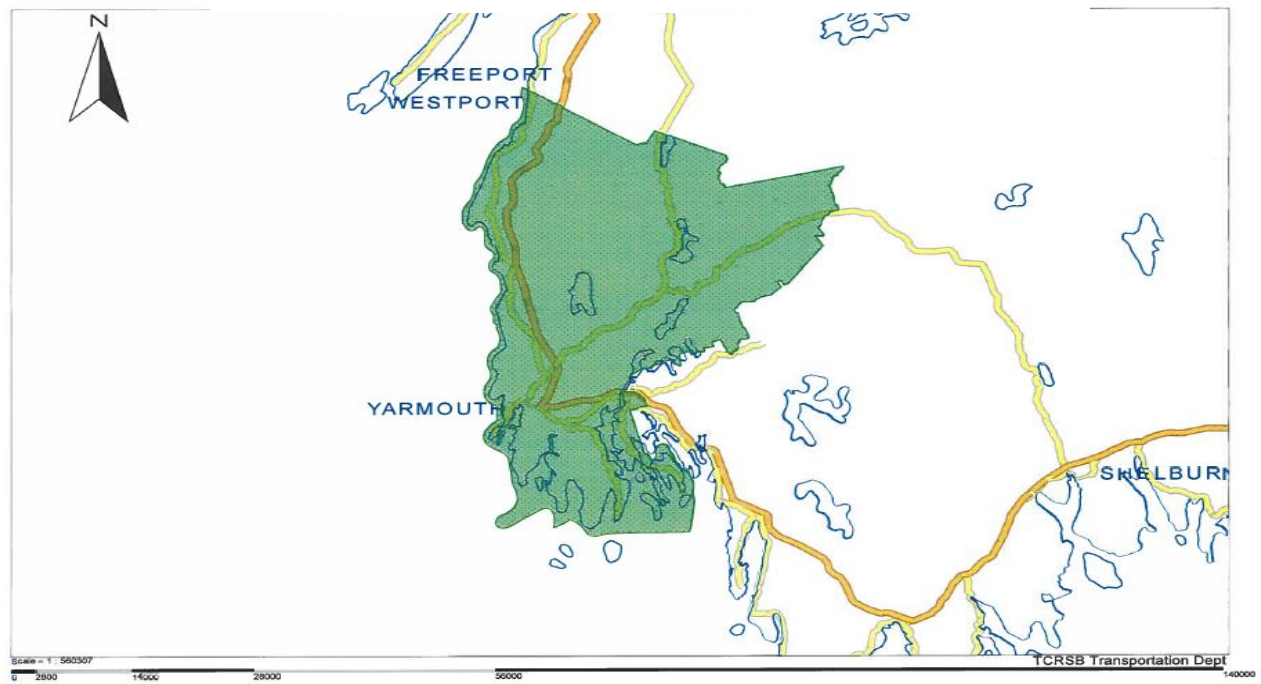 N
FREEPORT
WESTPORT
YARMOUTH
SHELBURN
Scale = 1 : 560307
TCRSB Transportation Dept
0 2800 14000 28000 56000 140000